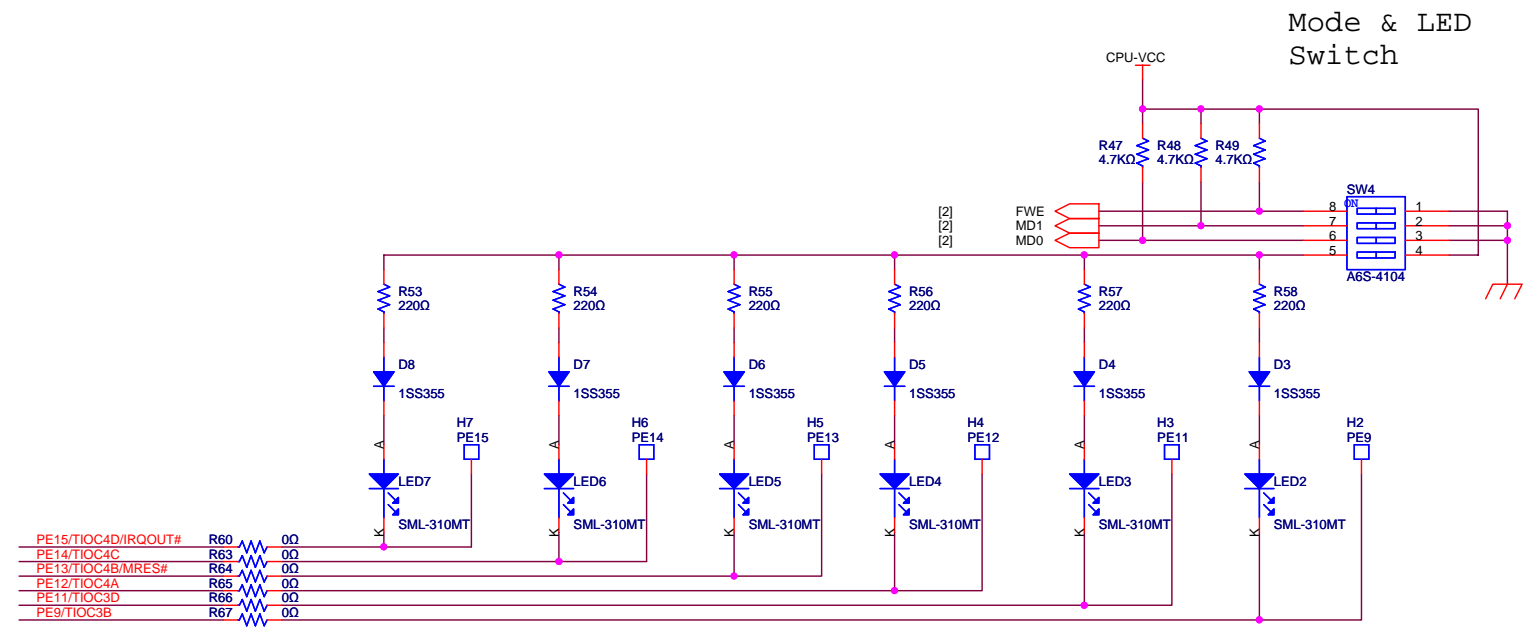 Mode & LED
Switch
CPU-VCC
R47
4.7KΩ
R48
4.7KΩ
R49
4.7KΩ
SW4
ON
[2] FWE 8 1
[2] MD1 7 2
[2] MD0 6 3
5 4
A6S-4104
R53
220Ω
R54
220Ω
R55
220Ω
R56
220Ω
R57
220Ω
R58
220Ω
D8
1SS355
D7
1SS355
D6
1SS355
D5
1SS355
D4
1SS355
D3
1SS355
H7
PE15
H6
PE14
H5
PE13
H4
PE12
H3
PE11
H2
PE9
A A A A A A
LED7
SML-310MT
LED6
SML-310MT
LED5
SML-310MT
LED4
SML-310MT
LED3
SML-310MT
LED2
SML-310MT
K K K K K K
PE15/TIOC4D/IRQOUT# R60 0Ω
PE14/TIOC4C R63 0Ω
PE13/TIOC4B/MRES# R64 0Ω
PE12/TIOC4A R65 0Ω
PE11/TIOC3D R66 0Ω
PE9/TIOC3B R67 0Ω